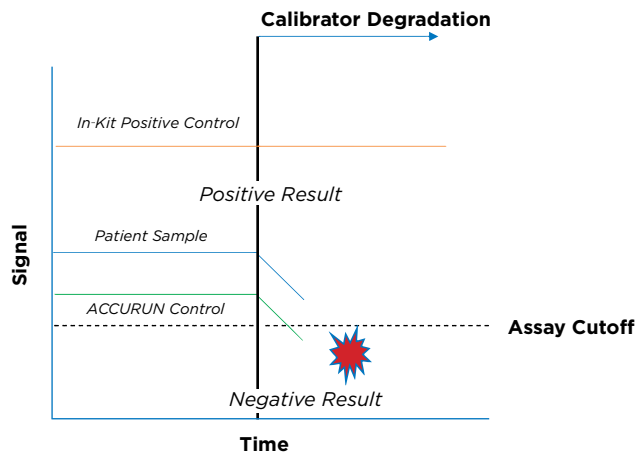 Calibrator Degradation
In-Kit Positive Control
Positive Result
Patient Sample
Signal
ACCURUN Control
Assay Cutoff
Negative Result
Time